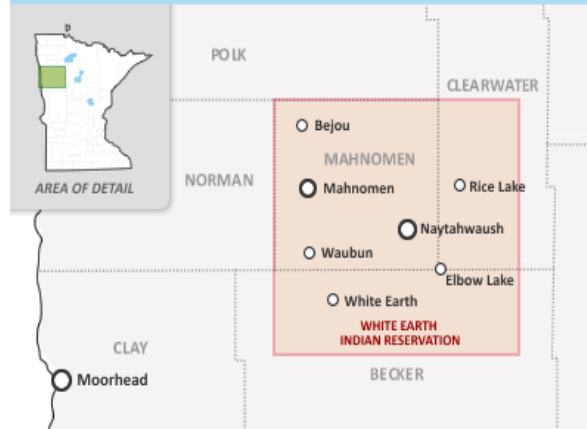 POLK
CLEARWATER
Bejou
MAHNOMEN
NORMAN
Mahnomen
Rice Lake
AREA OF DETAIL
Naytahwaush
Waubun
Elbow Lake
White Earth
WHITE EARTH
INDIAN RESERVATION
CLAY
BECKER
Moorhead